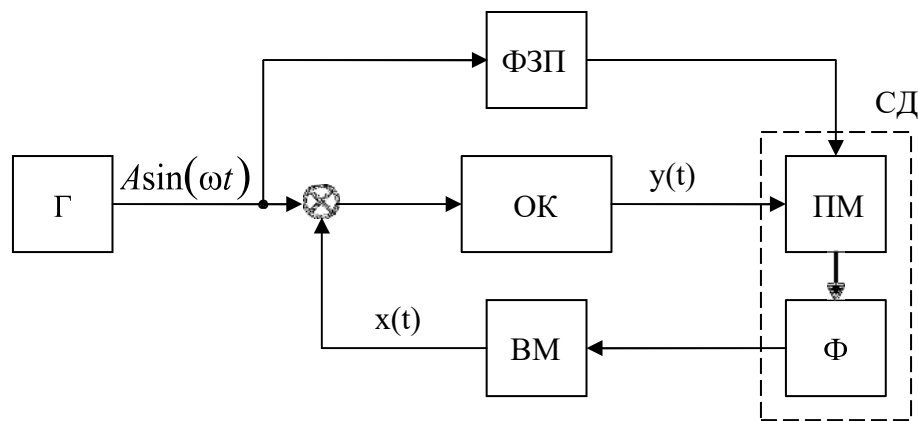 ФЗП
СД
Г
Asin(ωt)
ОК
y(t)
ПМ
x(t)
ВМ
Ф